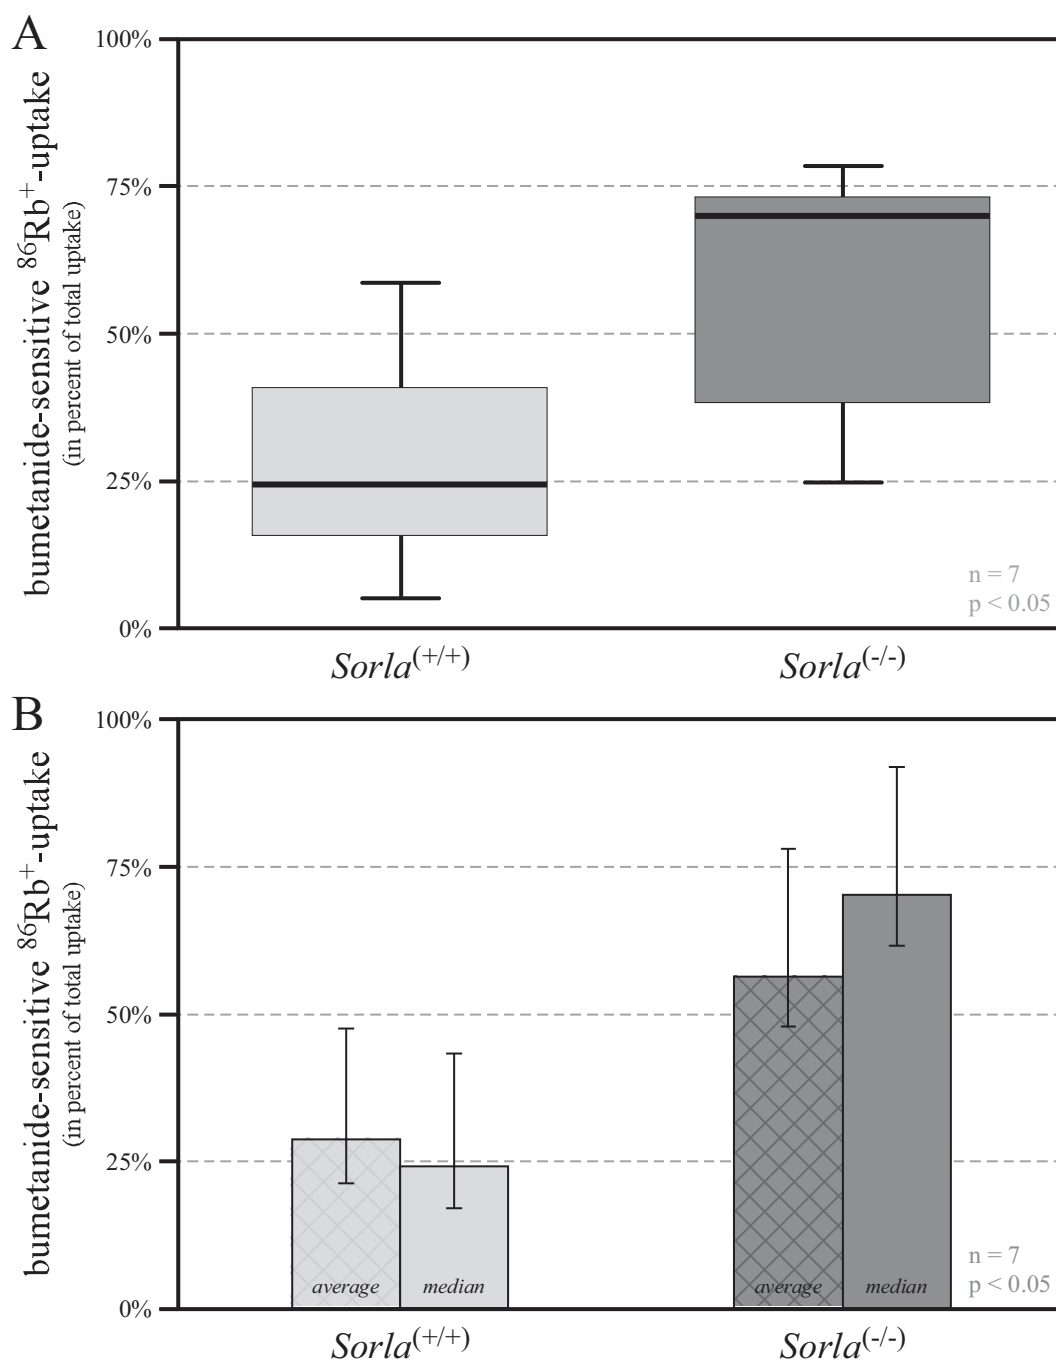 A
bumetanide-sensitive ⁸⁶Rb⁺-uptake
(in percent of total uptake)
100%
75%
50%
25%
0%
n = 7
p < 0.05
Sorla(+/+)
Sorla(-/-)
B
bumetanide-sensitive ⁸⁶Rb⁺-uptake
(in percent of total uptake)
100%
75%
50%
25%
0%
average
median
average
median
n = 7
p < 0.05
Sorla(+/+)
Sorla(-/-)